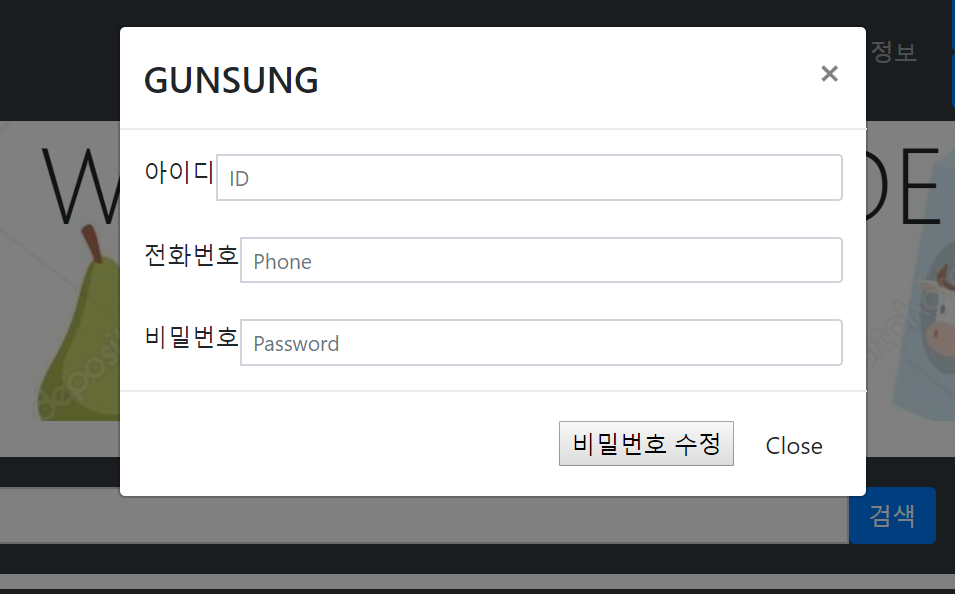 정보
GUNSUNG
×
W
DE
아이디 ID
전화번호 Phone
비밀번호 Password
비밀번호 수정 Close
검색